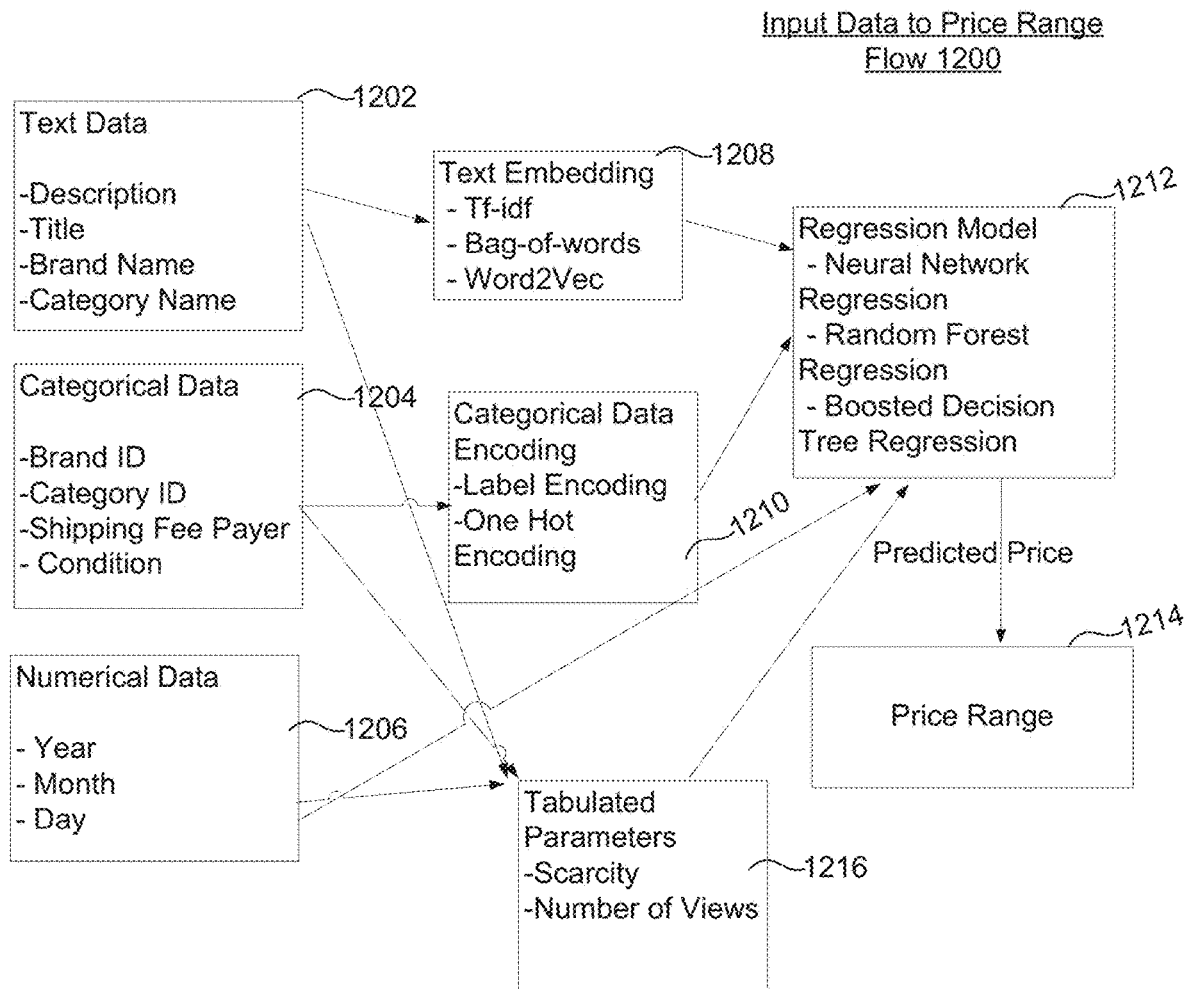 Input Data to Price Range
Flow 1200
1202
Text Data
-Description
-Title
-Brand Name
-Category Name
1208
Text Embedding
- Tf-idf
- Bag-of-words
- Word2Vec
1212
Regression Model
- Neural Network
Regression
- Random Forest
Regression
- Boosted Decision
Tree Regression
1204
Categorical Data
-Brand ID
-Category ID
-Shipping Fee Payer
- Condition
Categorical Data
Encoding
-Label Encoding
-One Hot
Encoding
1210
Predicted Price
1214
Price Range
1206
Numerical Data
- Year
- Month
- Day
Tabulated
Parameters
-Scarcity
-Number of Views
1216